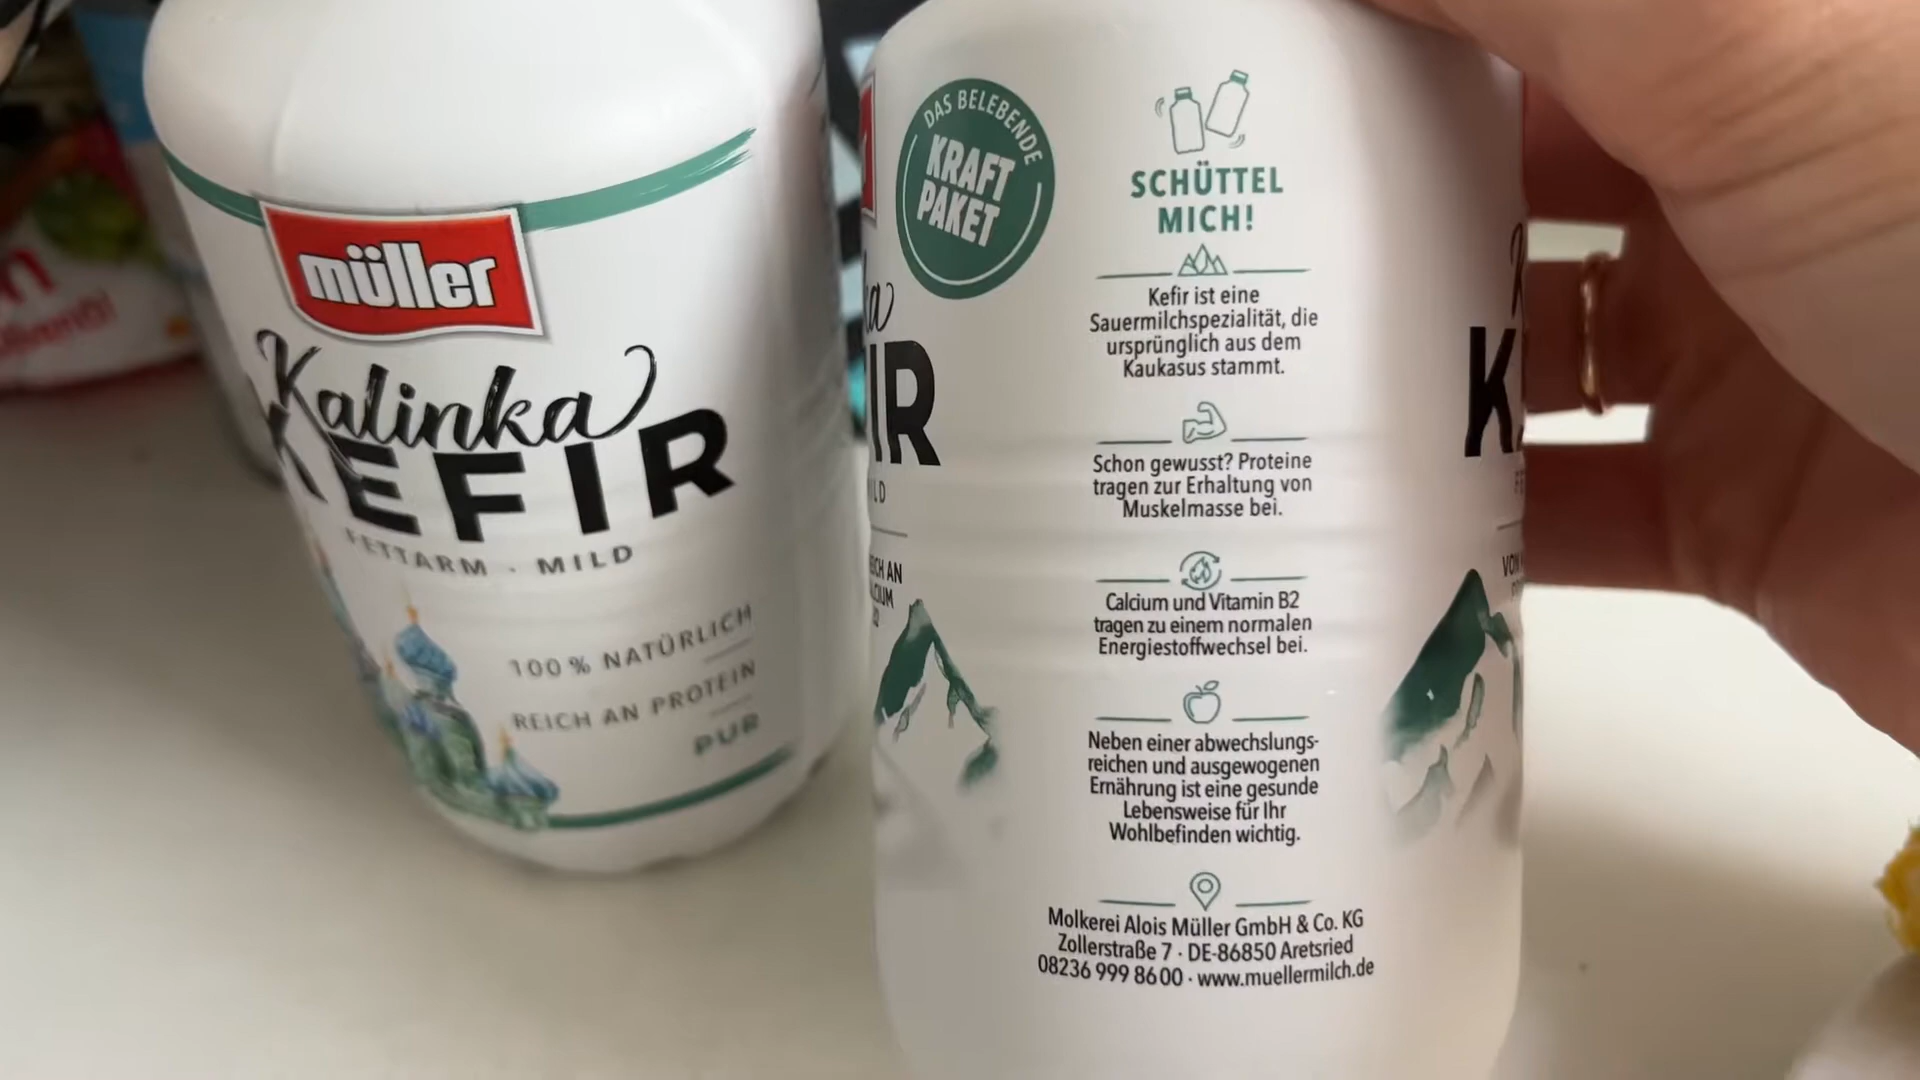 müller
Kalinka
KEFIR
FETTARM · MILD
100 % NATÜRLICH
REICH AN PROTEIN
PUR
DAS BELEBENDE
KRAFT
PAKET
IR
SCHÜTTEL
MICH!
Kefir ist eine
Sauermilchspezialität, die
ursprünglich aus dem
Kaukasus stammt.
Schon gewusst? Proteine
tragen zur Erhaltung von
Muskelmasse bei.
Calcium und Vitamin B2
tragen zu einem normalen
Energiestoffwechsel bei.
Neben einer abwechslungs-
reichen und ausgewogenen
Ernährung ist eine gesunde
Lebensweise für Ihr
Wohlbefinden wichtig.
Molkerei Alois Müller GmbH & Co. KG
Zollerstraße 7 · DE-86850 Aretsried
08236 999 8600 · www.muellermilch.de